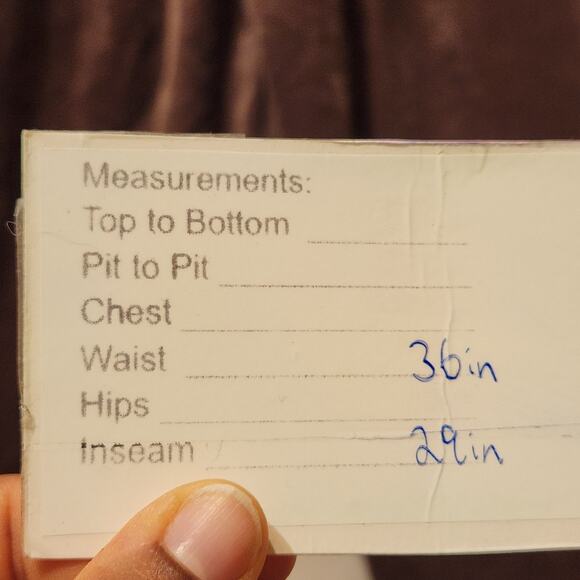 Measurements:
Top to Bottom
Pit to Pit
Chest
Waist 36in
Hips
Inseam 29in